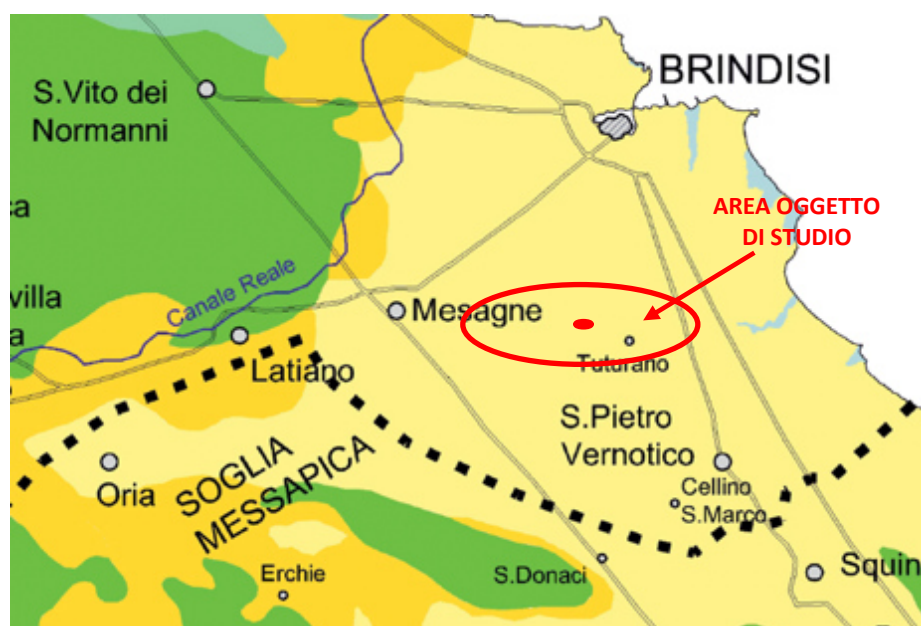 BRINDISI
S.Vito dei
Normanni
a
AREA OGGETTO
DI STUDIO
Canale Reale
villa
a
Mesagne
Tuturano
Latiano
S.Pietro
Vernotico
SOGLIA
MESSAPICA
Oria
Cellino
S.Marco
Erchie
S.Donaci
Squin